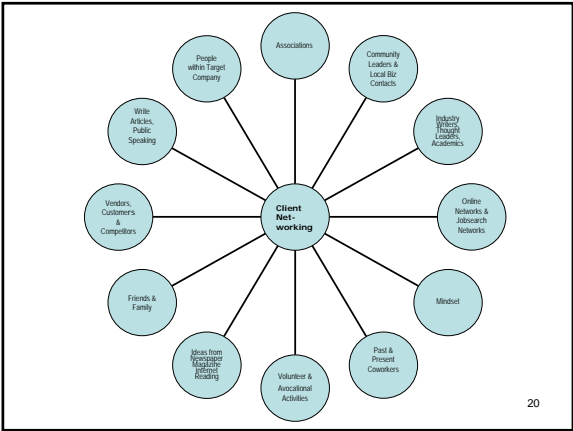 Associations
Community
Leaders &
Local Biz
Contacts
Industry
Writers,
Thought
Leaders,
Academics
Online
Networks &
Jobsearch
Networks
Mindset
Past &
Present
Coworkers
Volunteer &
Avocational
Activities
Ideas from
Newspaper
Magazine
Internet
Reading
Friends &
Family
Vendors,
Customers
&
Competitors
Write
Articles,
Public
Speaking
People
within Target
Company
Client
Net-
working
20